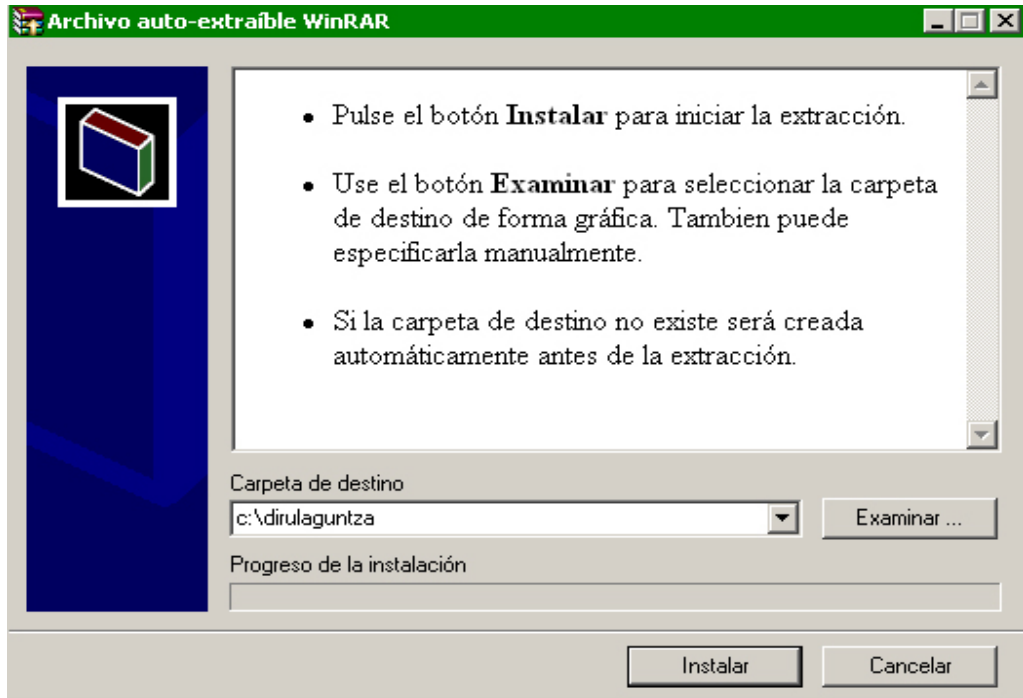 Archivo auto-extraíble WinRAR
• Pulse el botón Instalar para iniciar la extracción.
• Use el botón Examinar para seleccionar la carpeta
de destino de forma gráfica. Tambien puede
especificarla manualmente.
• Si la carpeta de destino no existe será creada
automáticamente antes de la extracción.
Carpeta de destino
c:\dirulaguntza
Examinar ...
Progreso de la instalación
Instalar
Cancelar